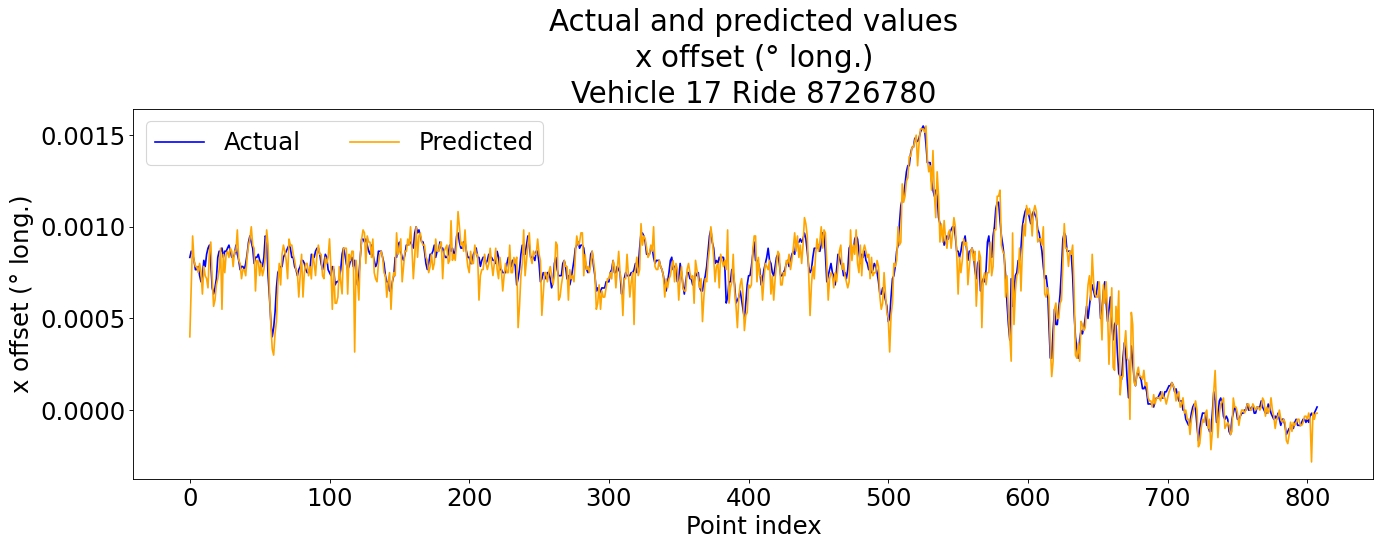 Actual and predicted values
x offset (° long.)
Vehicle 17 Ride 8726780
Actual
Predicted
x offset (° long.)
0.0015
0.0010
0.0005
0.0000
0 100 200 300 400 500 600 700 800
Point index